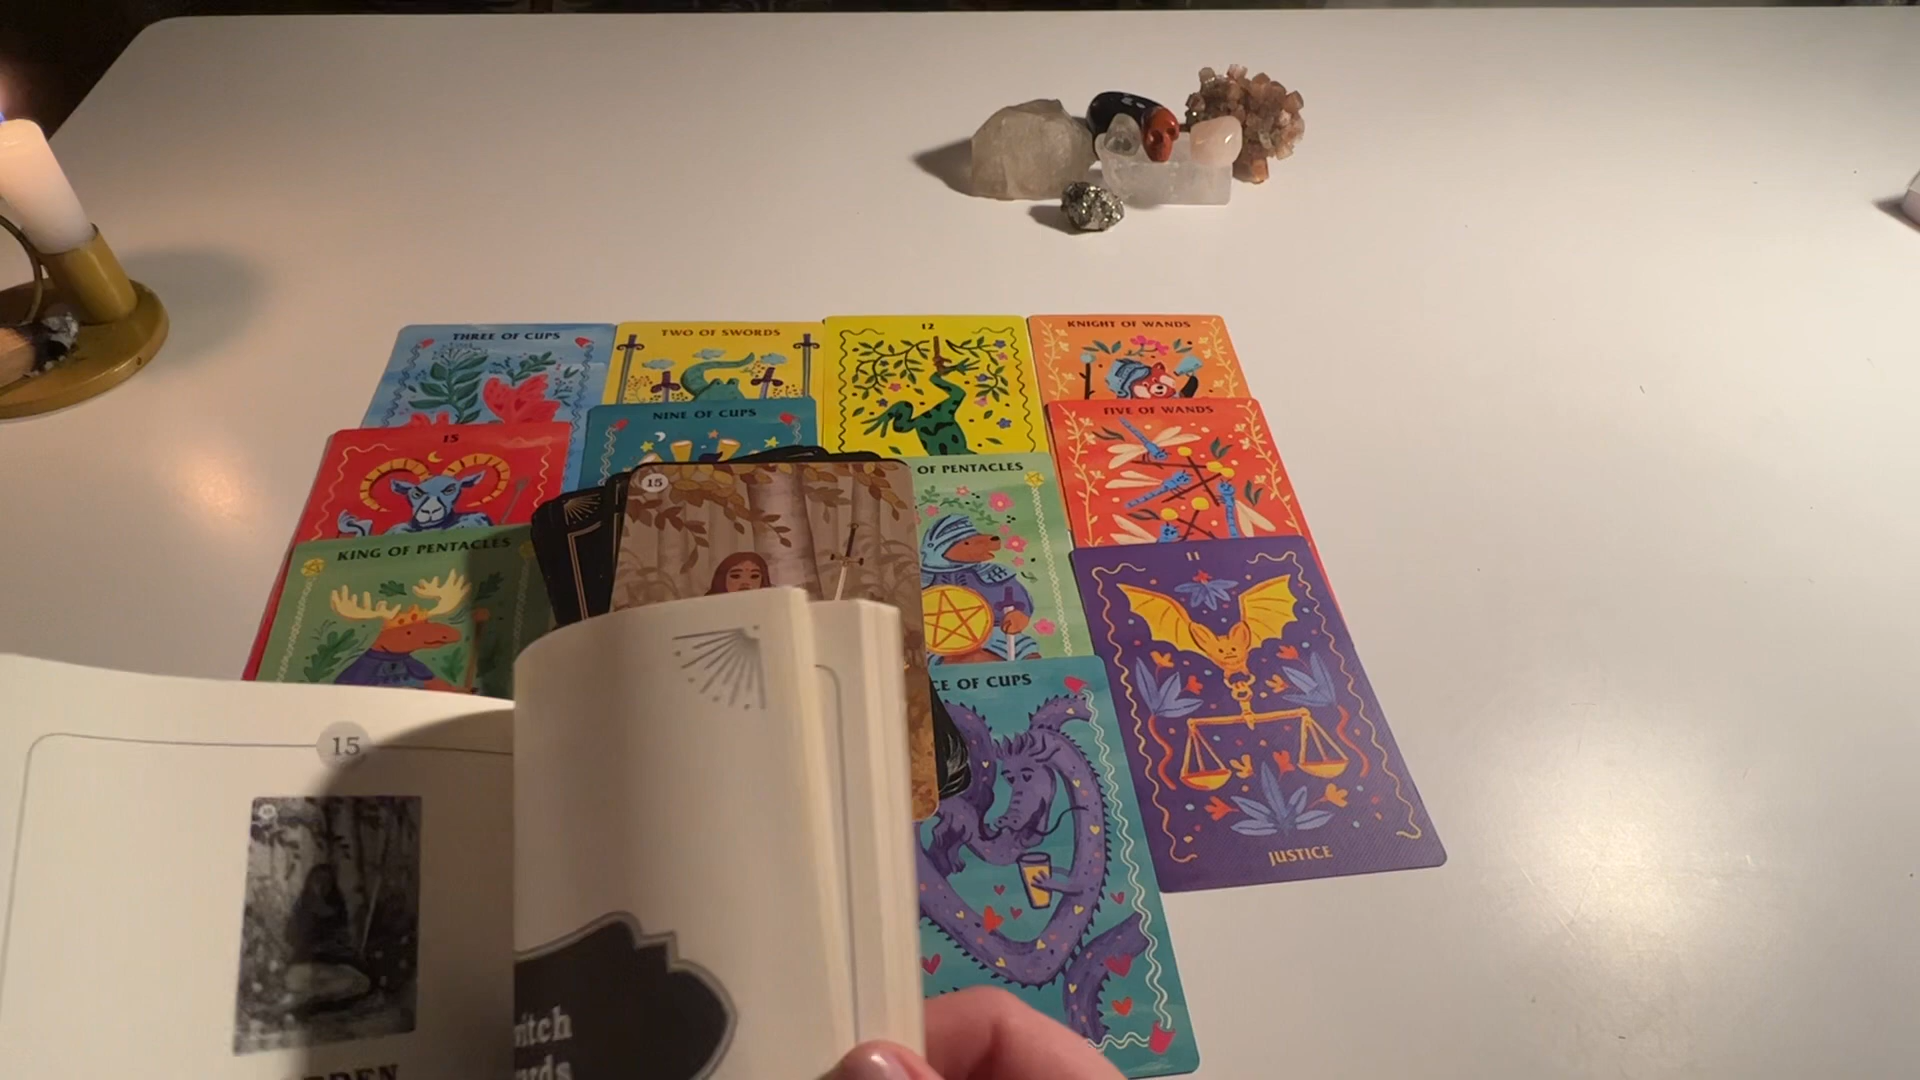 THREE OF CUPS
TWO OF SWORDS
12
KNIGHT OF WANDS
NINE OF CUPS
FIVE OF WANDS
15
OF PENTACLES
15
KING OF PENTACLES
11
CE OF CUPS
15
JUSTICE